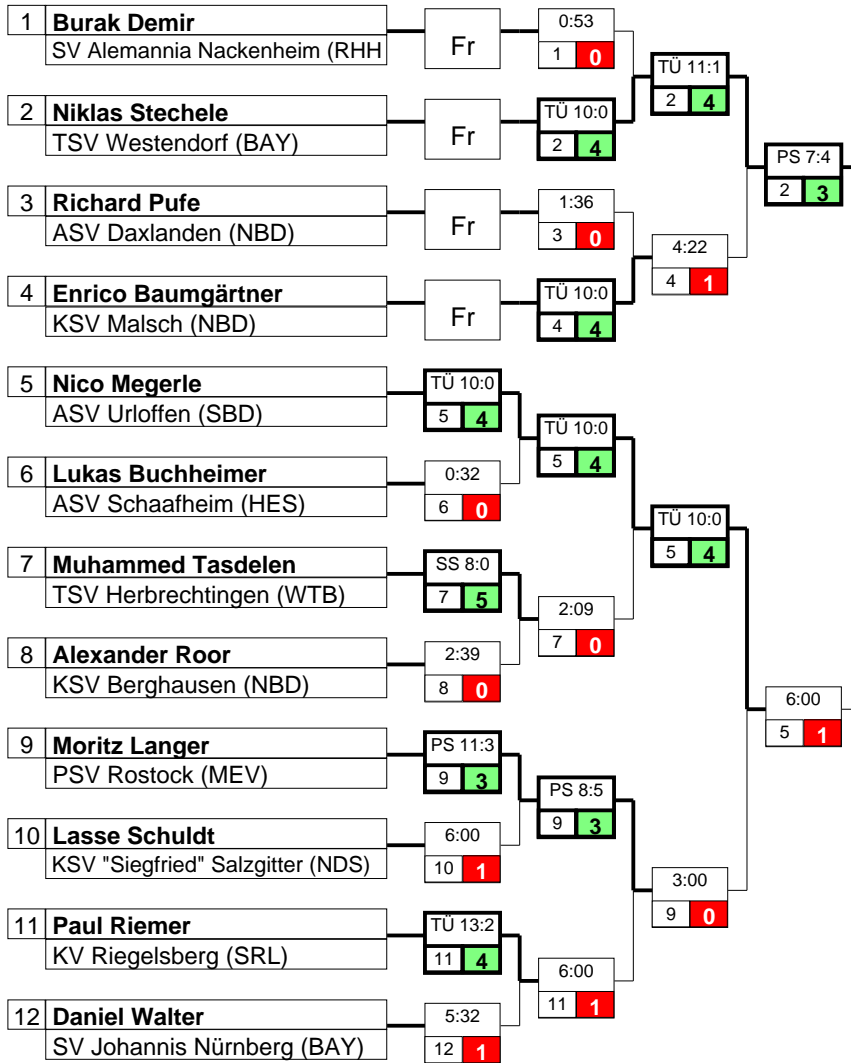 1 Burak Demir
SV Alemannia Nackenheim (RHH
Fr
0:53
1 0
TÜ 11:1
2 4
2 Niklas Stechele
TSV Westendorf (BAY)
Fr
TÜ 10:0
2 4
PS 7:4
2 3
3 Richard Pufe
ASV Daxlanden (NBD)
Fr
1:36
3 0
4:22
4 1
4 Enrico Baumgärtner
KSV Malsch (NBD)
Fr
TÜ 10:0
4 4
5 Nico Megerle
ASV Urloffen (SBD)
TÜ 10:0
5 4
TÜ 10:0
5 4
6 Lukas Buchheimer
ASV Schaafheim (HES)
0:32
6 0
TÜ 10:0
5 4
7 Muhammed Tasdelen
TSV Herbrechtingen (WTB)
SS 8:0
7 5
2:09
7 0
8 Alexander Roor
KSV Berghausen (NBD)
2:39
8 0
6:00
5 1
9 Moritz Langer
PSV Rostock (MEV)
PS 11:3
9 3
PS 8:5
9 3
10 Lasse Schuldt
KSV "Siegfried" Salzgitter (NDS)
6:00
10 1
3:00
9 0
11 Paul Riemer
KV Riegelsberg (SRL)
TÜ 13:2
11 4
6:00
11 1
12 Daniel Walter
SV Johannis Nürnberg (BAY)
5:32
12 1